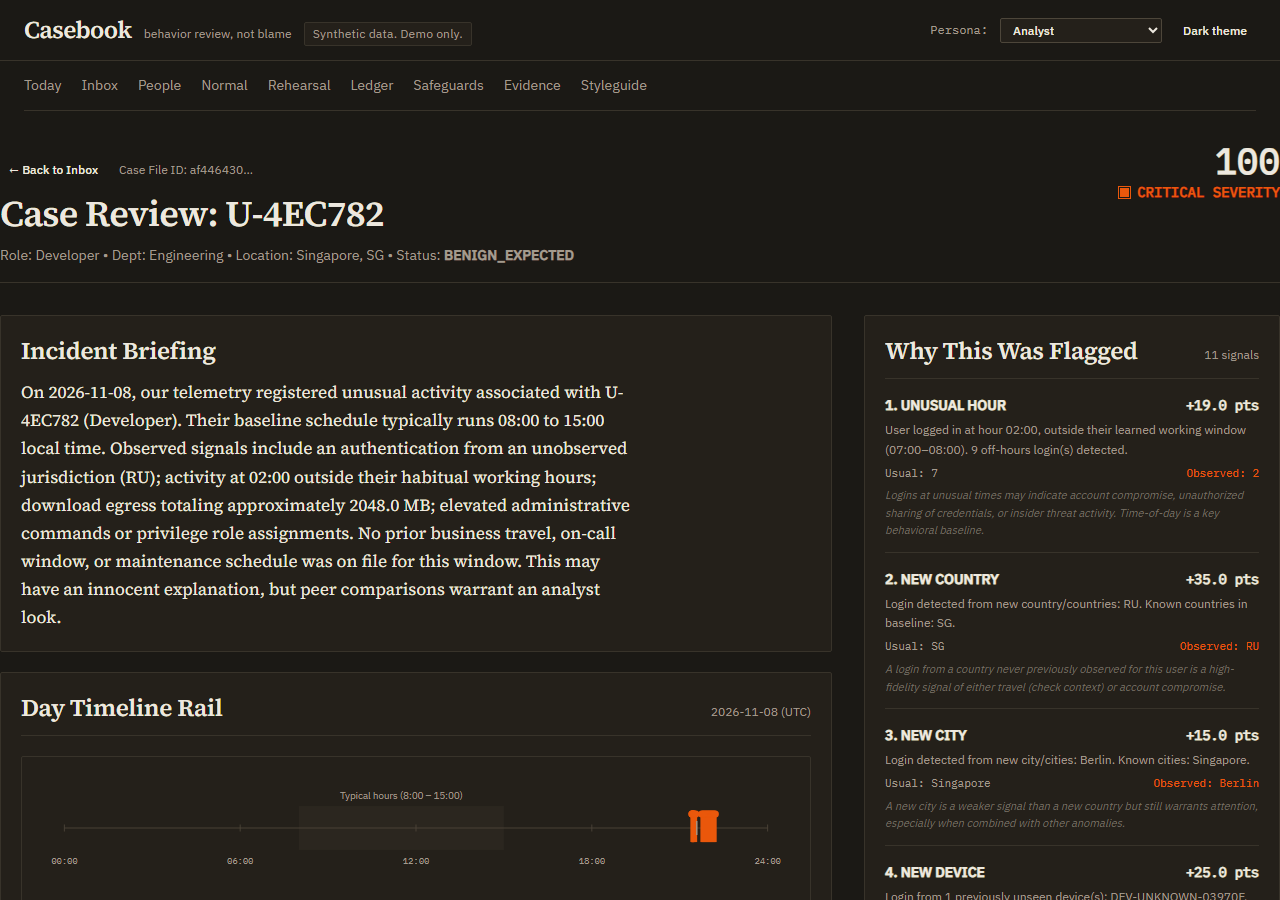 Casebook behavior review, not blame Synthetic data. Demo only. Persona: Analyst Dark theme
Today Inbox People Normal Rehearsal Ledger Safeguards Evidence Styleguide
← Back to Inbox Case File ID: af446430...
100
CRITICAL SEVERITY
Case Review: U-4EC782
Role: Developer • Dept: Engineering • Location: Singapore, SG • Status: BENIGN_EXPECTED
Incident Briefing
On 2026-11-08, our telemetry registered unusual activity associated with U-
4EC782 (Developer). Their baseline schedule typically runs 08:00 to 15:00
local time. Observed signals include an authentication from an unobserved
jurisdiction (RU); activity at 02:00 outside their habitual working hours;
download egress totaling approximately 2048.0 MB; elevated administrative
commands or privilege role assignments. No prior business travel, on-call
window, or maintenance schedule was on file for this window. This may
have an innocent explanation, but peer comparisons warrant an analyst
look.
Day Timeline Rail 2026-11-08 (UTC)
Typical hours (8:00 – 15:00)
00:00 06:00 12:00 18:00 24:00
Why This Was Flagged 11 signals
1. UNUSUAL HOUR +19.0 pts
User logged in at hour 02:00, outside their learned working window
(07:00–08:00). 9 off-hours login(s) detected.
Usual: 7 Observed: 2
Logins at unusual times may indicate account compromise, unauthorized
sharing of credentials, or insider threat activity. Time-of-day is a key
behavioral baseline.
2. NEW COUNTRY +35.0 pts
Login detected from new country/countries: RU. Known countries in
baseline: SG.
Usual: SG Observed: RU
A login from a country never previously observed for this user is a high-
fidelity signal of either travel (check context) or account compromise.
3. NEW CITY +15.0 pts
Login detected from new city/cities: Berlin. Known cities: Singapore.
Usual: Singapore Observed: Berlin
A new city is a weaker signal than a new country but still warrants attention,
especially when combined with other anomalies.
4. NEW DEVICE +25.0 pts
Login from 1 previously unseen device(s): DEV-UNKNOWN-03970F.